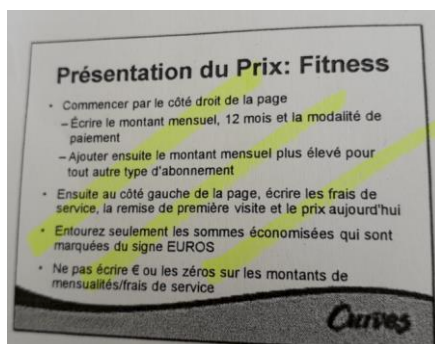 Présentation du Prix: Fitness
• Commencer par le côté droit de la page
– Écrire le montant mensuel, 12 mois et la modalité de
paiement
– Ajouter ensuite le montant mensuel plus élevé pour
tout autre type d'abonnement
• Ensuite au côté gauche de la page, écrire les frais de
service, la remise de première visite et le prix aujourd'hui
• Entourez seulement les sommes économisées qui sont
marquées du signe EUROS
• Ne pas écrire € ou les zéros sur les montants de
mensualités/frais de service
Curves